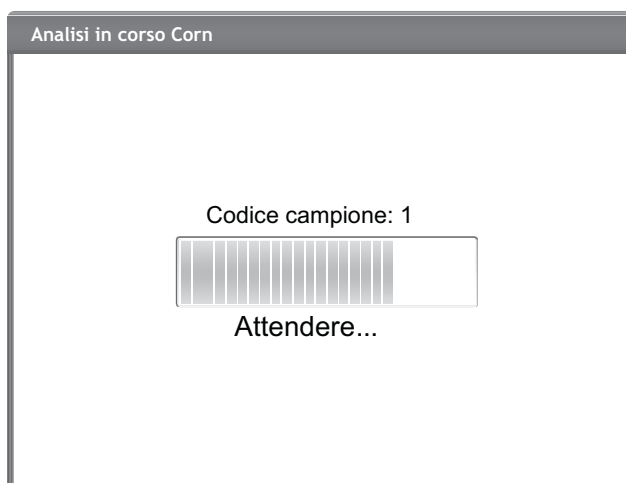 Analisi in corso Corn
Codice campione: 1
Attendere...